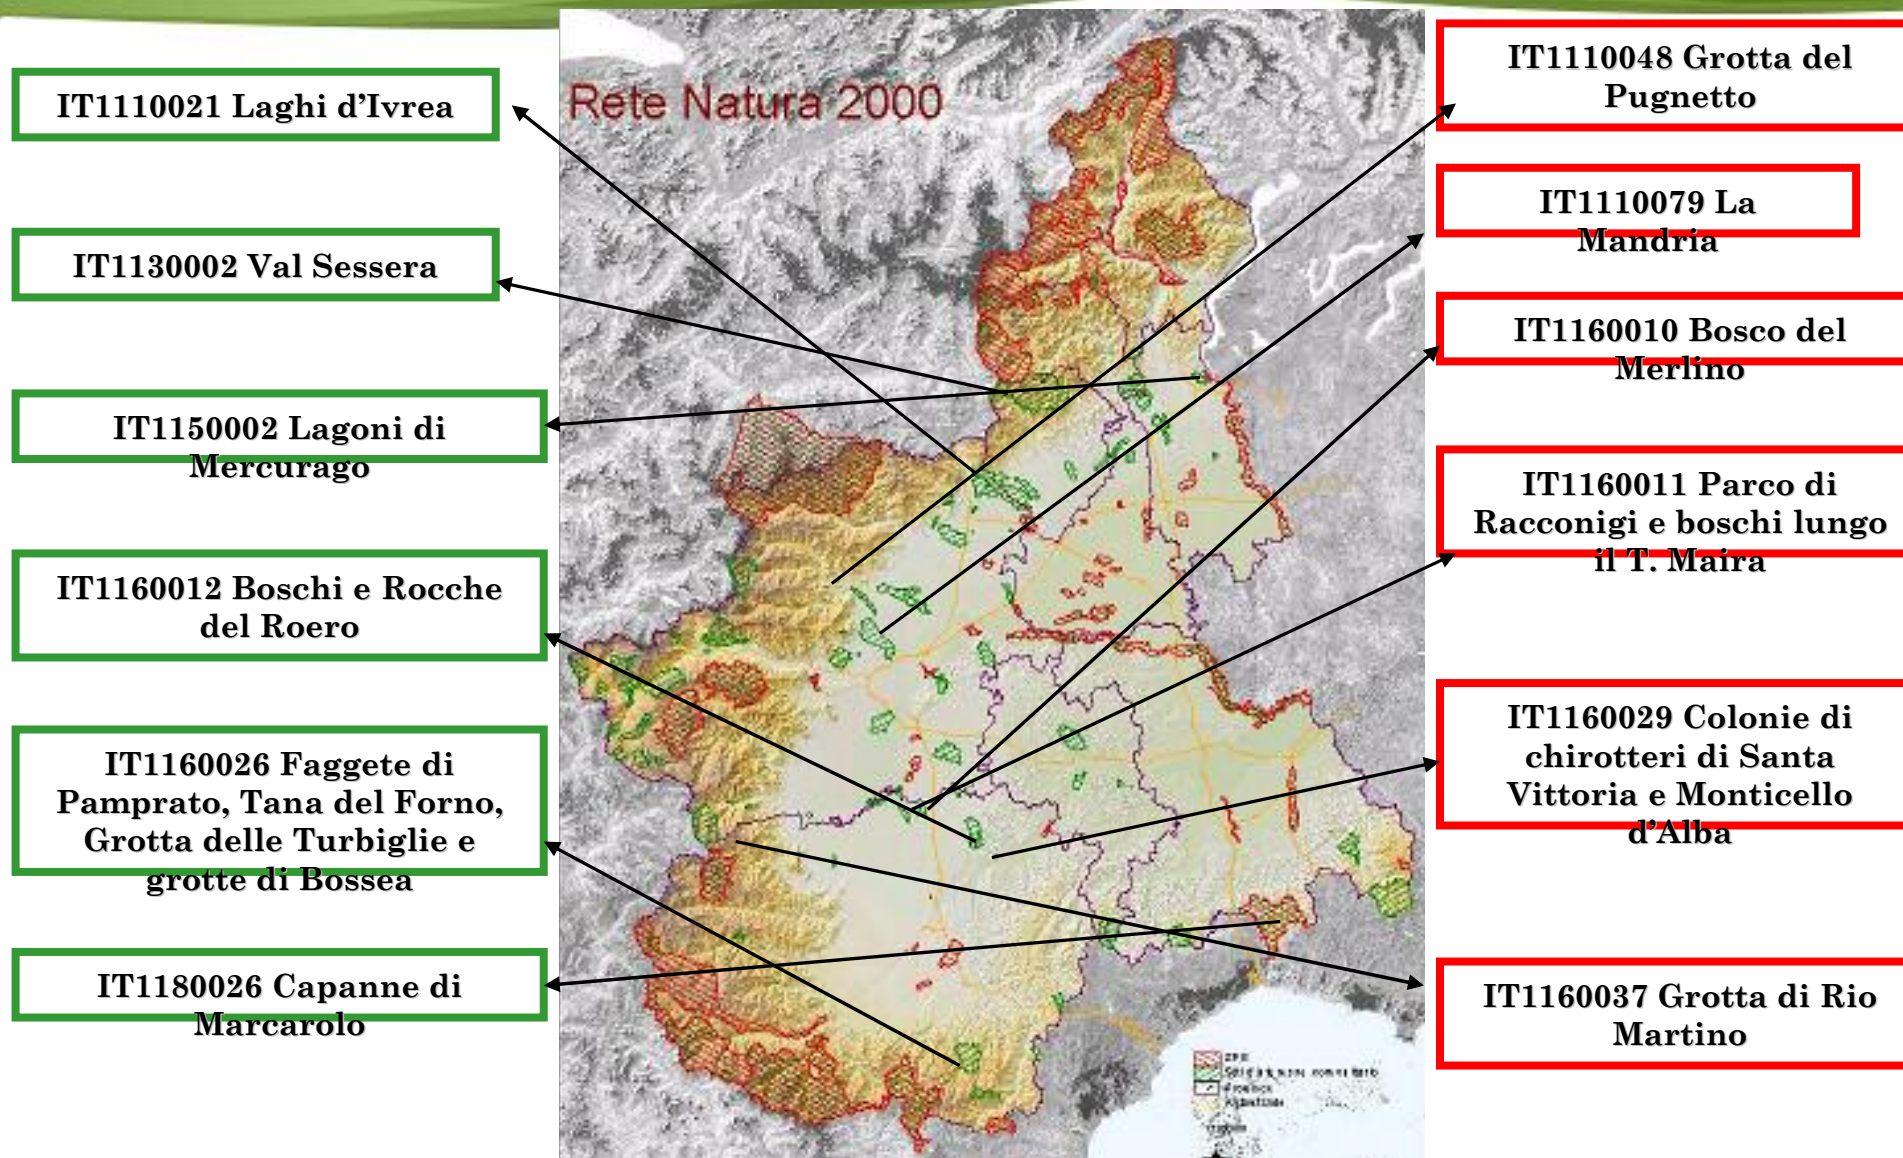 Rete Natura 2000
IT1110021 Laghi d’Ivrea
IT1130002 Val Sessera
IT1150002 Lagoni di
Mercurago
IT1160012 Boschi e Rocche
del Roero
IT1160026 Faggete di
Pamprato, Tana del Forno,
Grotta delle Turbiglie e
grotte di Bossea
IT1180026 Capanne di
Marcarolo
IT1110048 Grotta del
Pugnetto
IT1110079 La
Mandria
IT1160010 Bosco del
Merlino
IT1160011 Parco di
Racconigi e boschi lungo
il T. Maira
IT1160029 Colonie di
chirotteri di Santa
Vittoria e Monticello
d’Alba
IT1160037 Grotta di Rio
Martino